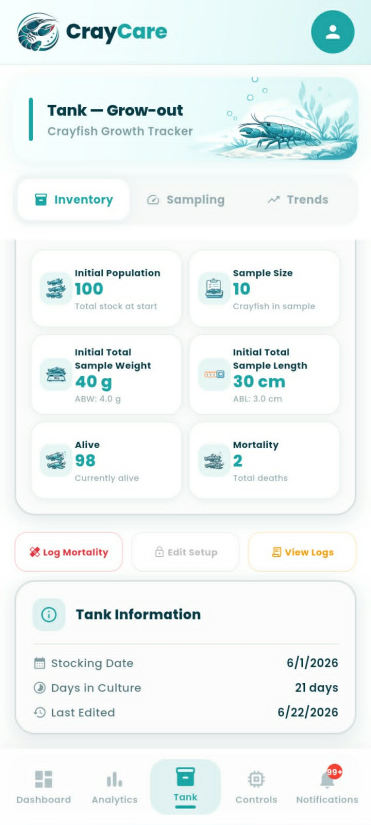 CrayCare
Tank — Grow-out
Crayfish Growth Tracker
Inventory
Sampling
Trends
Initial Population
100
Total stock at start
Sample Size
10
Crayfish in sample
Initial Total
Sample Weight
40 g
ABW: 4.0 g
Initial Total
Sample Length
30 cm
ABL: 3.0 cm
Alive
98
Currently alive
Mortality
2
Total deaths
Log Mortality
Edit Setup
View Logs
Tank Information
Stocking Date 6/1/2026
Days in Culture 21 days
Last Edited 6/22/2026
99+
Dashboard
Analytics
Tank
Controls
Notifications